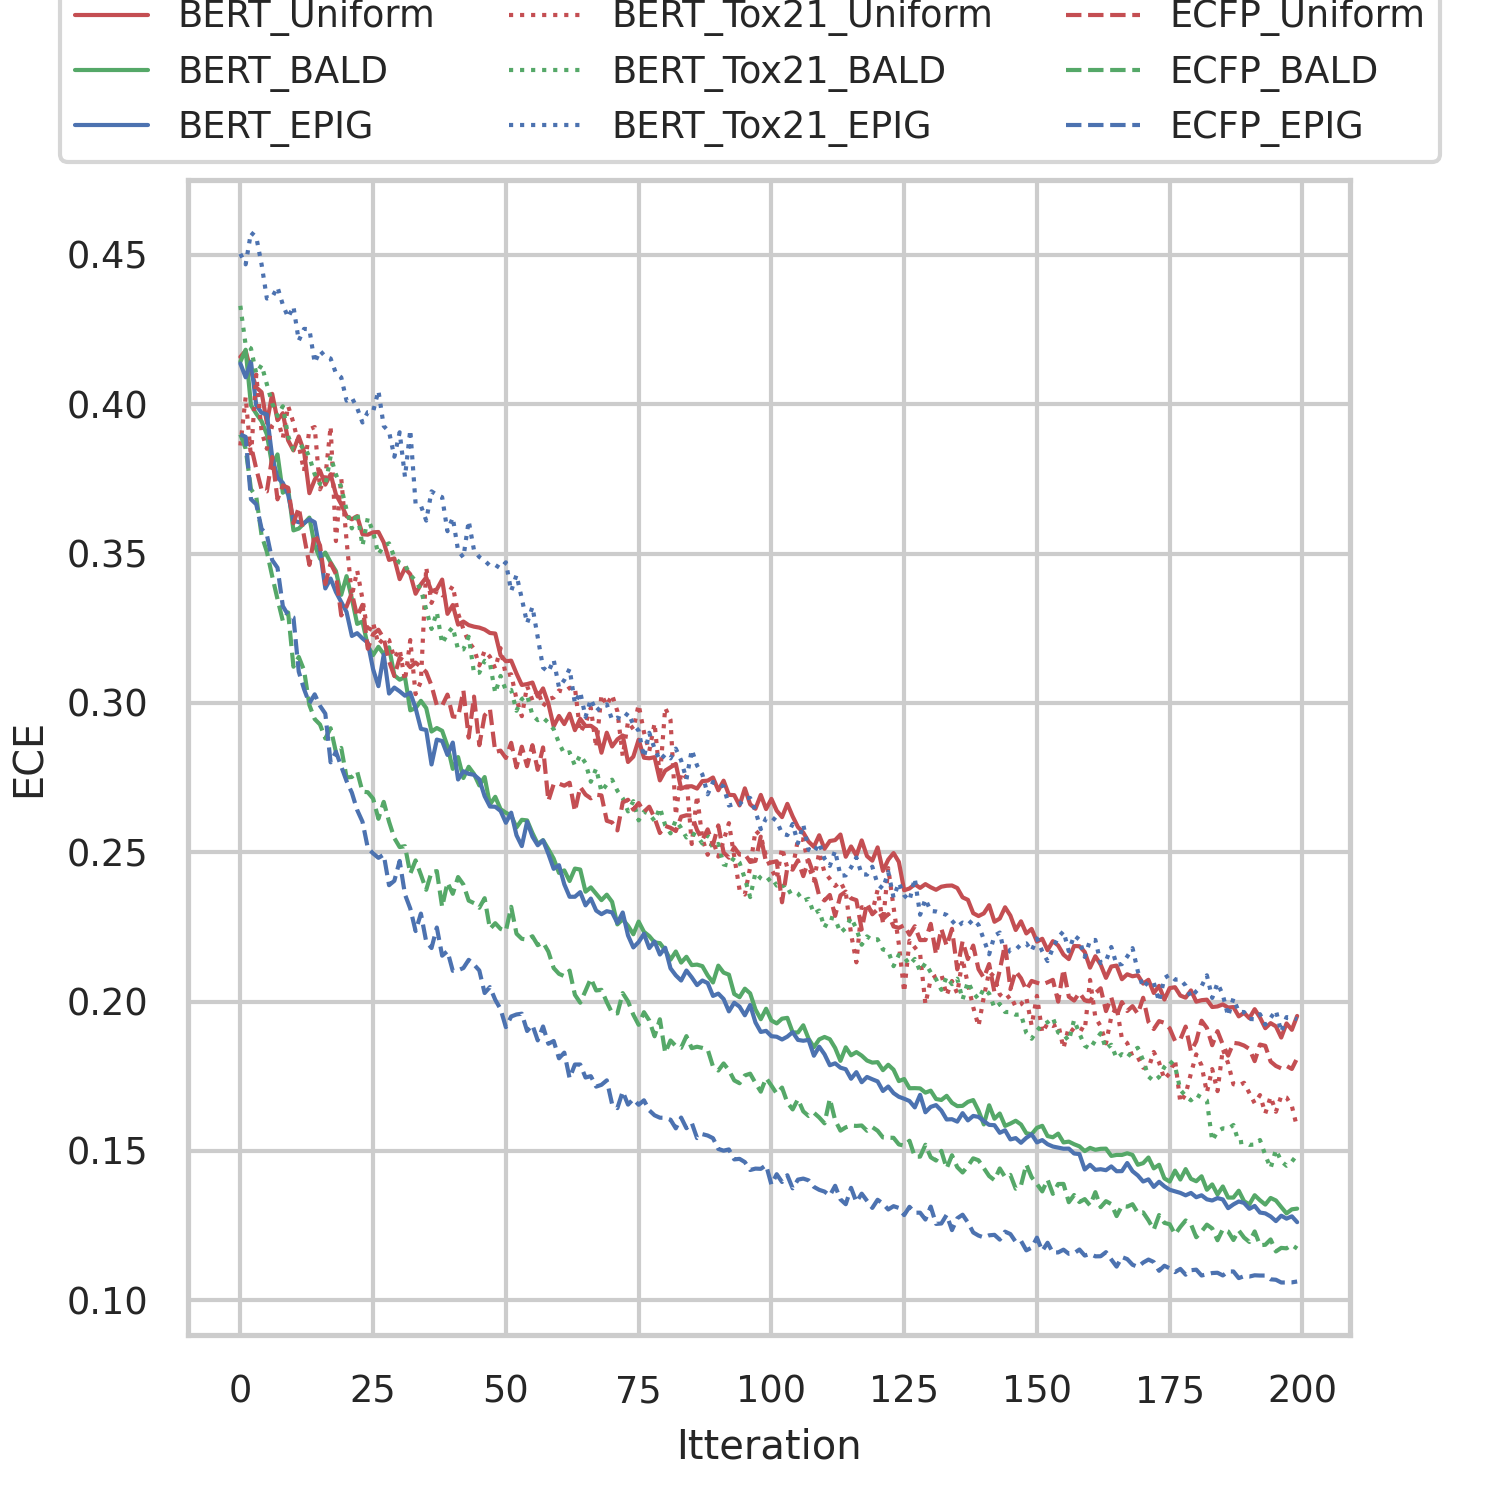 BERT_Uniform BERT_Tox21_Uniform ECFP_Uniform
BERT_BALD BERT_Tox21_BALD ECFP_BALD
BERT_EPIG BERT_Tox21_EPIG ECFP_EPIG
0.45
0.40
0.35
0.30
0.25
0.20
0.15
0.10
ECE
0 25 50 75 100 125 150 175 200
Itteration